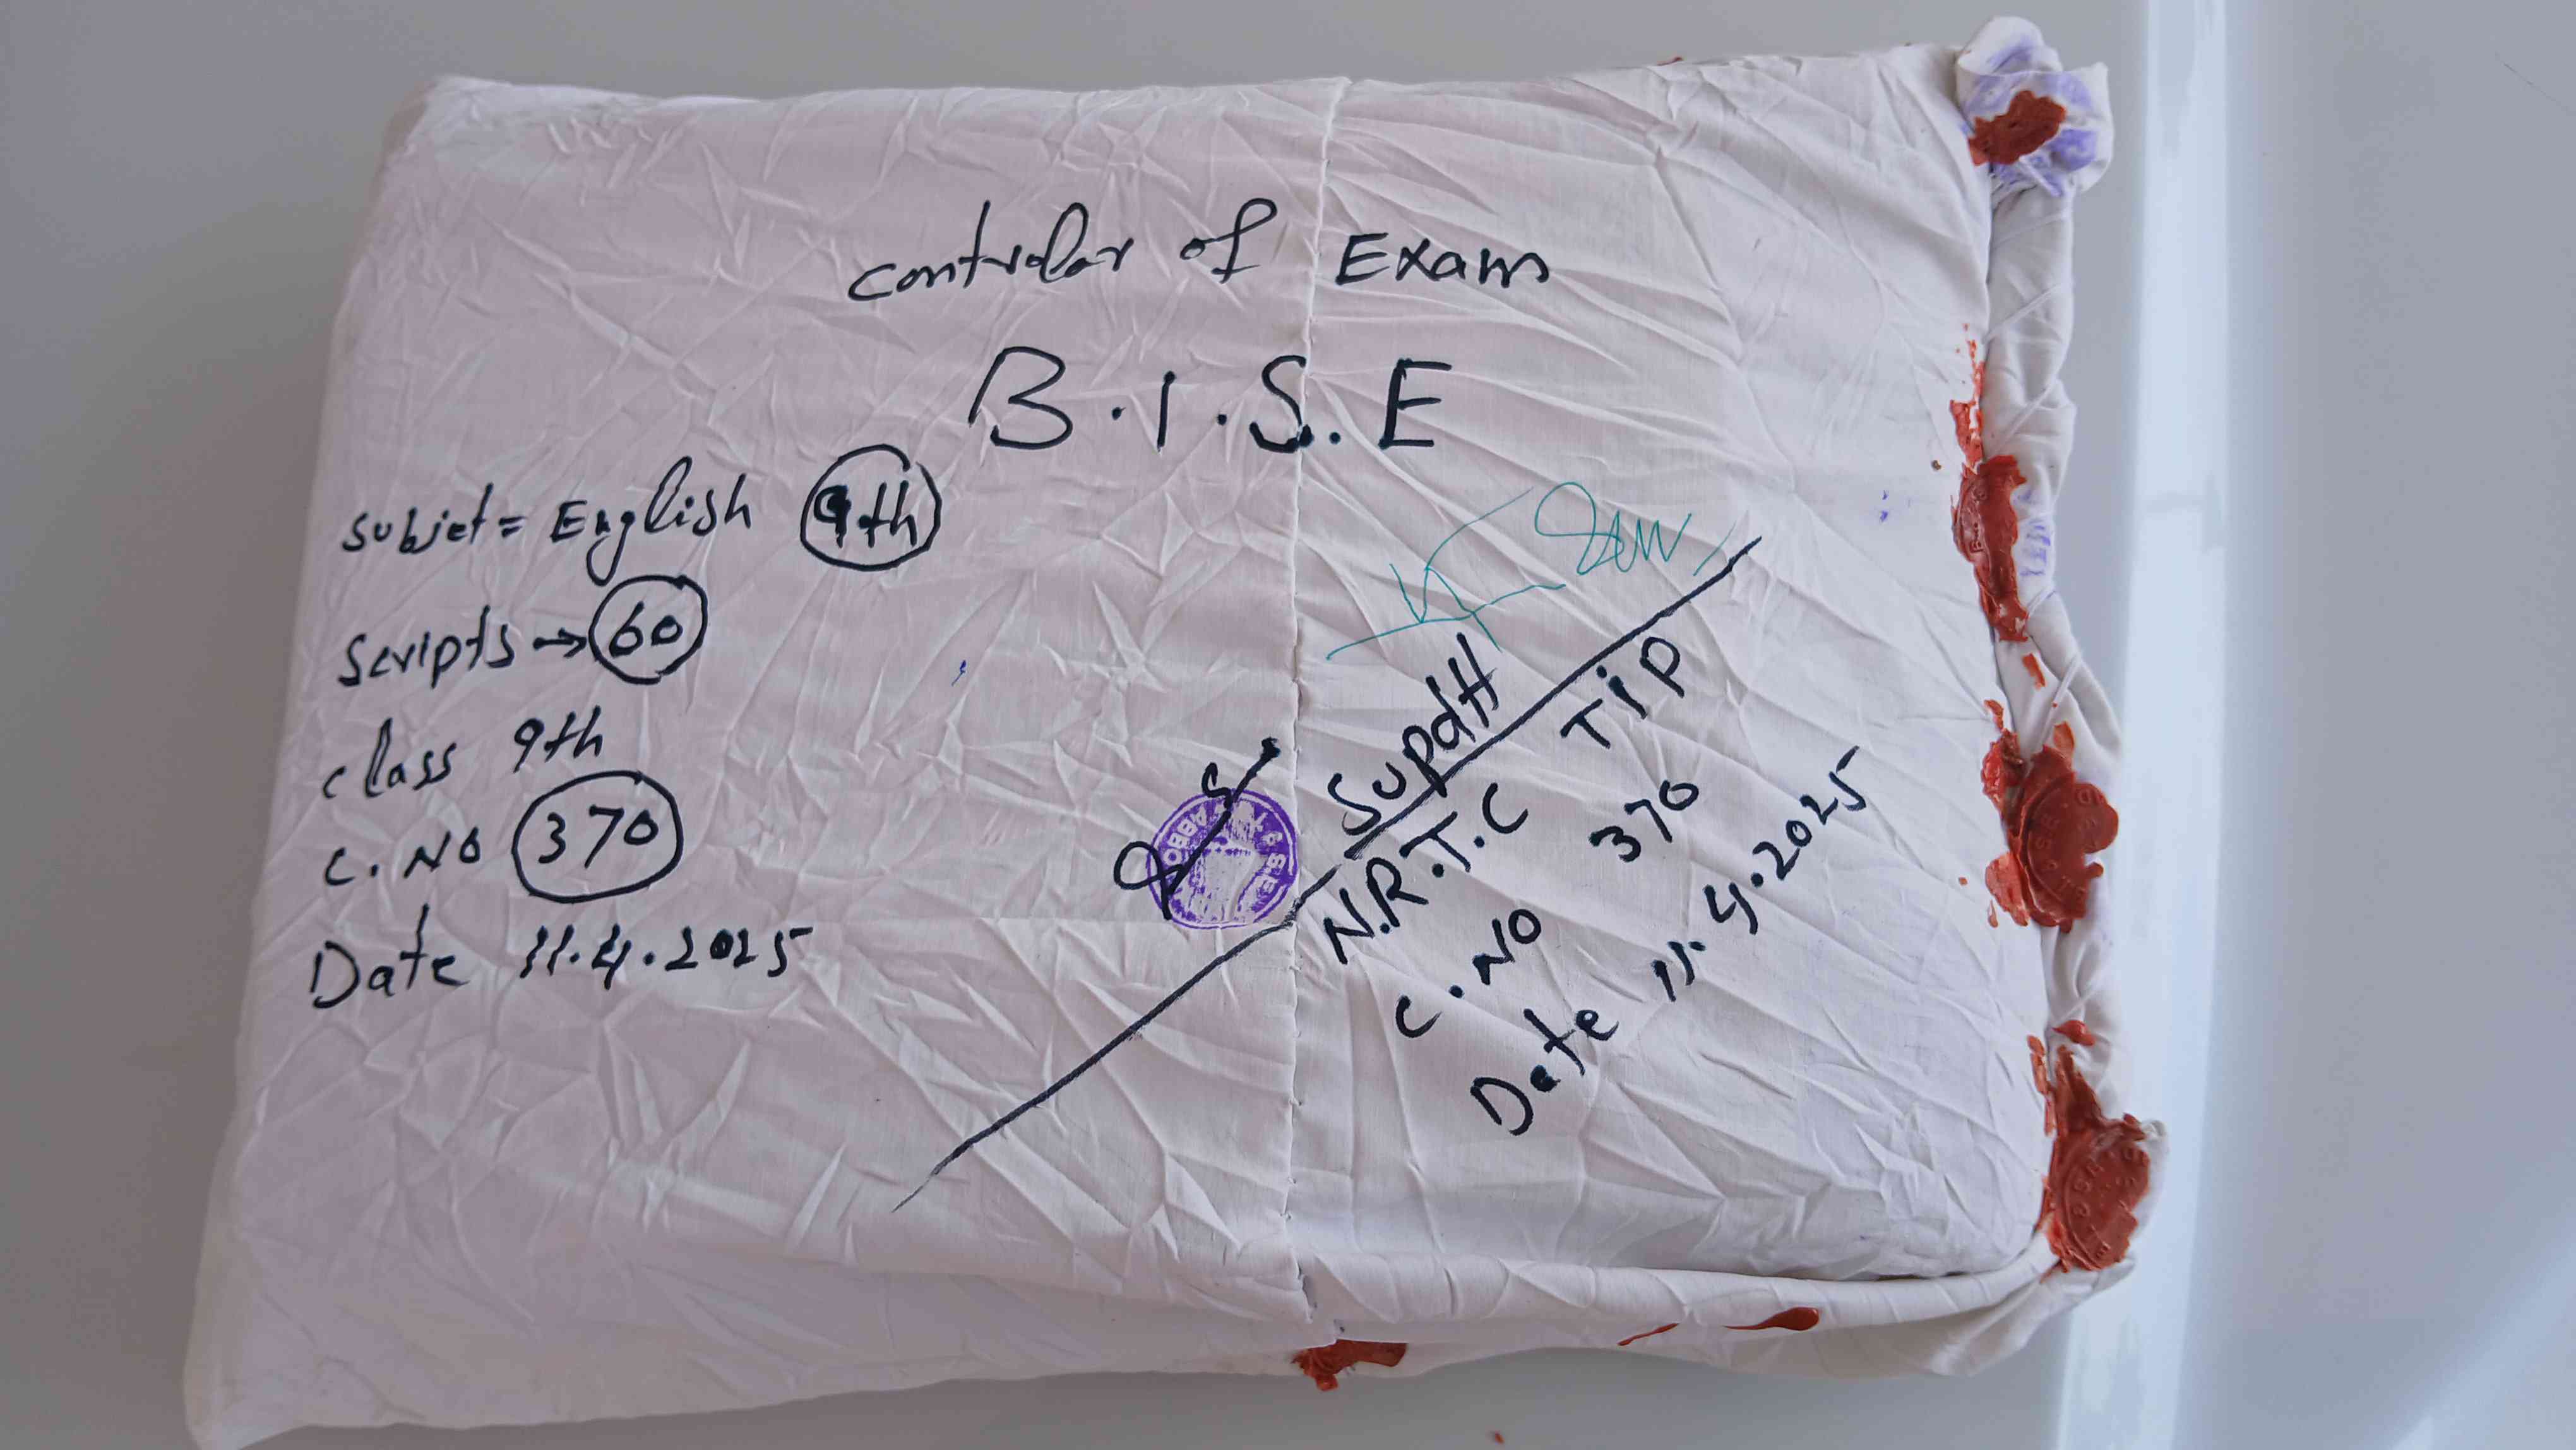 controlar of Exam
B.I.S.E
subjet = English 9th
Scripts → 60
class 9th
C.NO 370
Date 11.4.2025
Supdtt
N.R.T.C TiP
C.NO 370
Date 11.4.2025